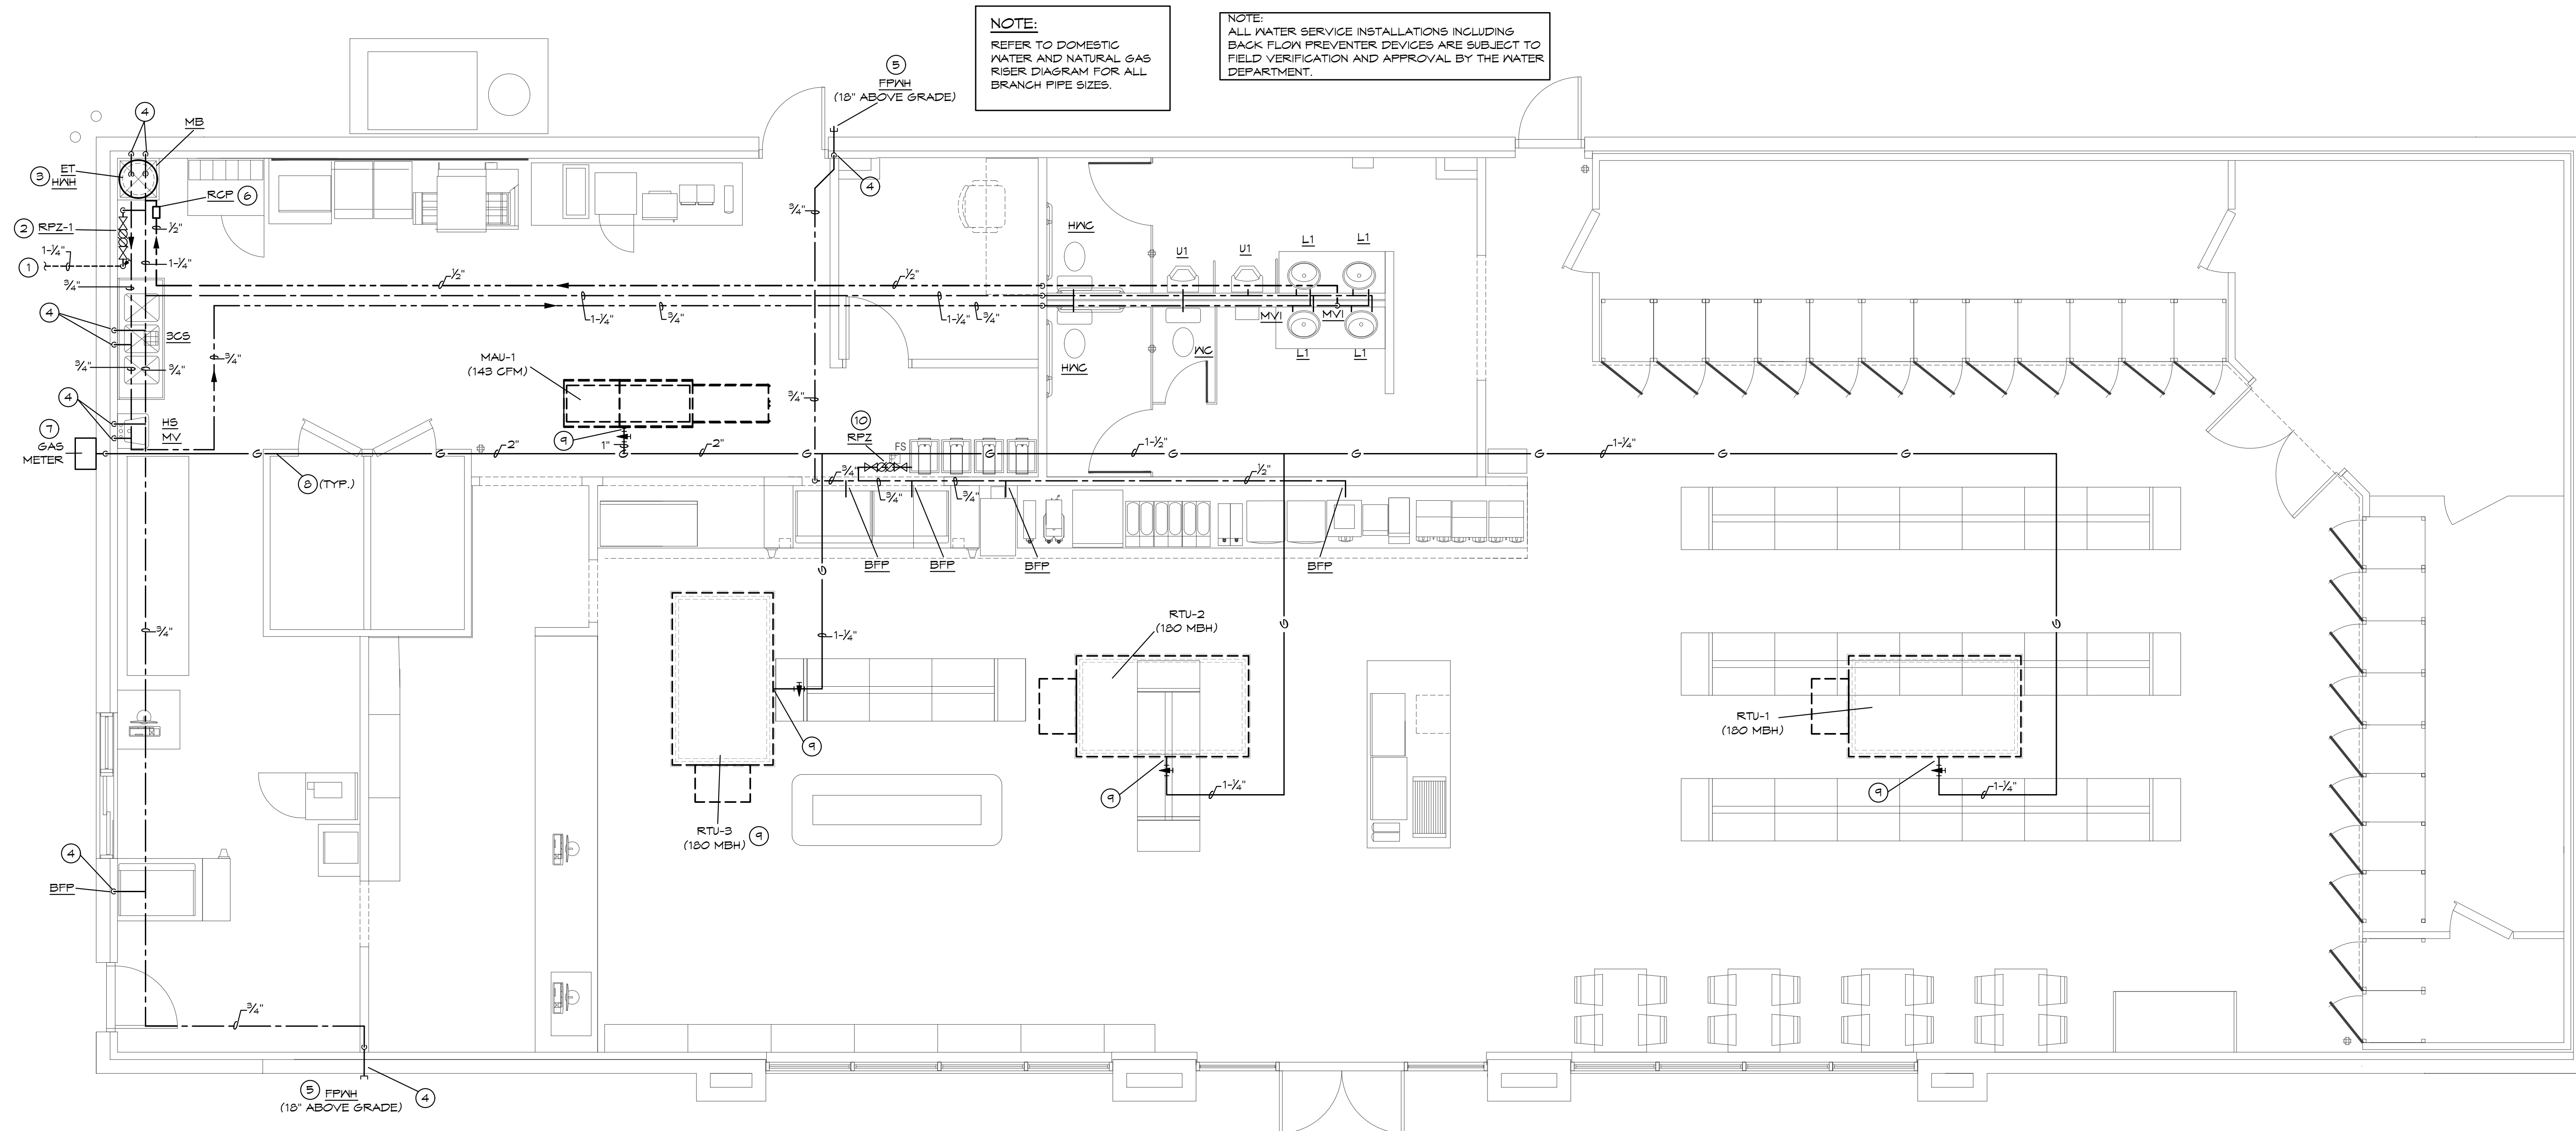 NOTE:
REFER TO DOMESTIC
WATER AND NATURAL GAS
RISER DIAGRAM FOR ALL
BRANCH PIPE SIZES.
NOTE:
ALL WATER SERVICE INSTALLATIONS INCLUDING
BACK FLOW PREVENTER DEVICES ARE SUBJECT TO
FIELD VERIFICATION AND APPROVAL BY THE WATER
DEPARTMENT.
5
FPWH
(18" ABOVE GRADE)
4
MB
4
3 ET
HWH
RCP 6
2 RPZ-1
1/2"
1-1/4"
1
1-1/4"
3/4"
4
3CS
3/4"
3/4"
3/4"
4
HS
MV
7
GAS
METER
3/4"
HWC
U1
U1
L1
L1
1/2"
1/2"
1-1/4"
3/4"
1-1/4"
3/4"
MVI
MVI
HWC
WC
L1
L1
MAU-1
(143 CFM)
3/4"
9
1"
10
RPZ
FS
G
8 (TYP.)
G
2"
G
2"
G
G
1-1/2"
G
G
G
1-1/4"
G
G
3/4"
3/4"
3/4"
1/2"
BFP
BFP
BFP
BFP
G
G
G
3/4"
1-1/4"
RTU-2
(180 MBH)
9
9
1-1/4"
RTU-1
(180 MBH)
9
1-1/4"
RTU-3
(180 MBH) 9
4
BFP
3/4"
5 FPWH
(18" ABOVE GRADE)
4